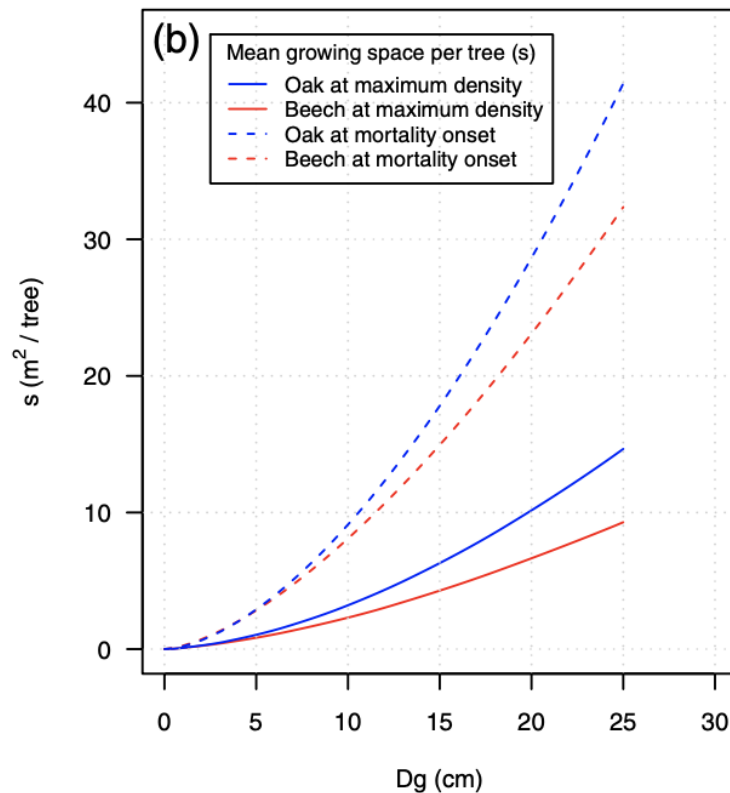 (b)
Mean growing space per tree (s)
Oak at maximum density
Beech at maximum density
Oak at mortality onset
Beech at mortality onset
40
30
20
10
0
s (m² / tree)
0 5 10 15 20 25 30
Dg (cm)